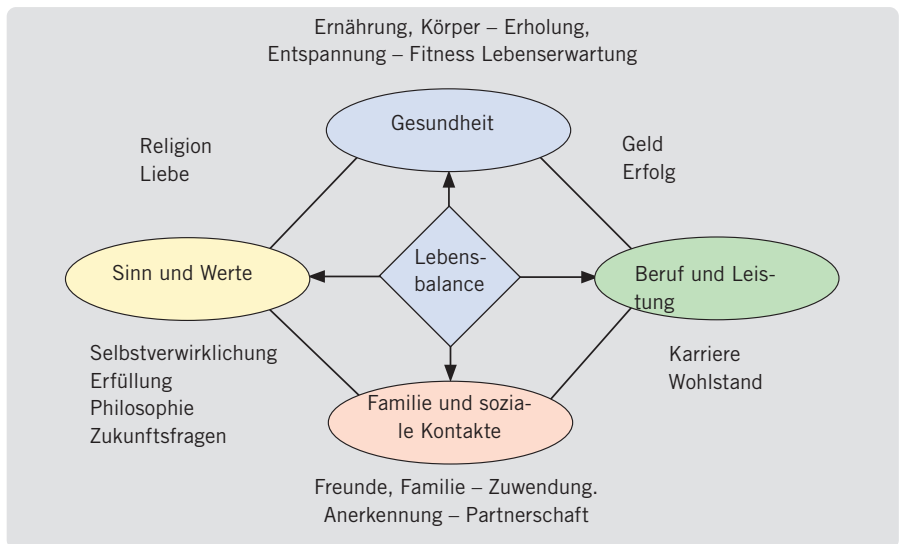 Ernährung, Körper – Erholung,
Entspannung – Fitness Lebenserwartung
Gesundheit
Religion
Liebe
Geld
Erfolg
Sinn und Werte
Lebens-
balance
Beruf und Leis-
tung
Selbstverwirklichung
Erfüllung
Philosophie
Zukunftsfragen
Karriere
Wohlstand
Familie und sozia-
le Kontakte
Freunde, Familie – Zuwendung.
Anerkennung – Partnerschaft